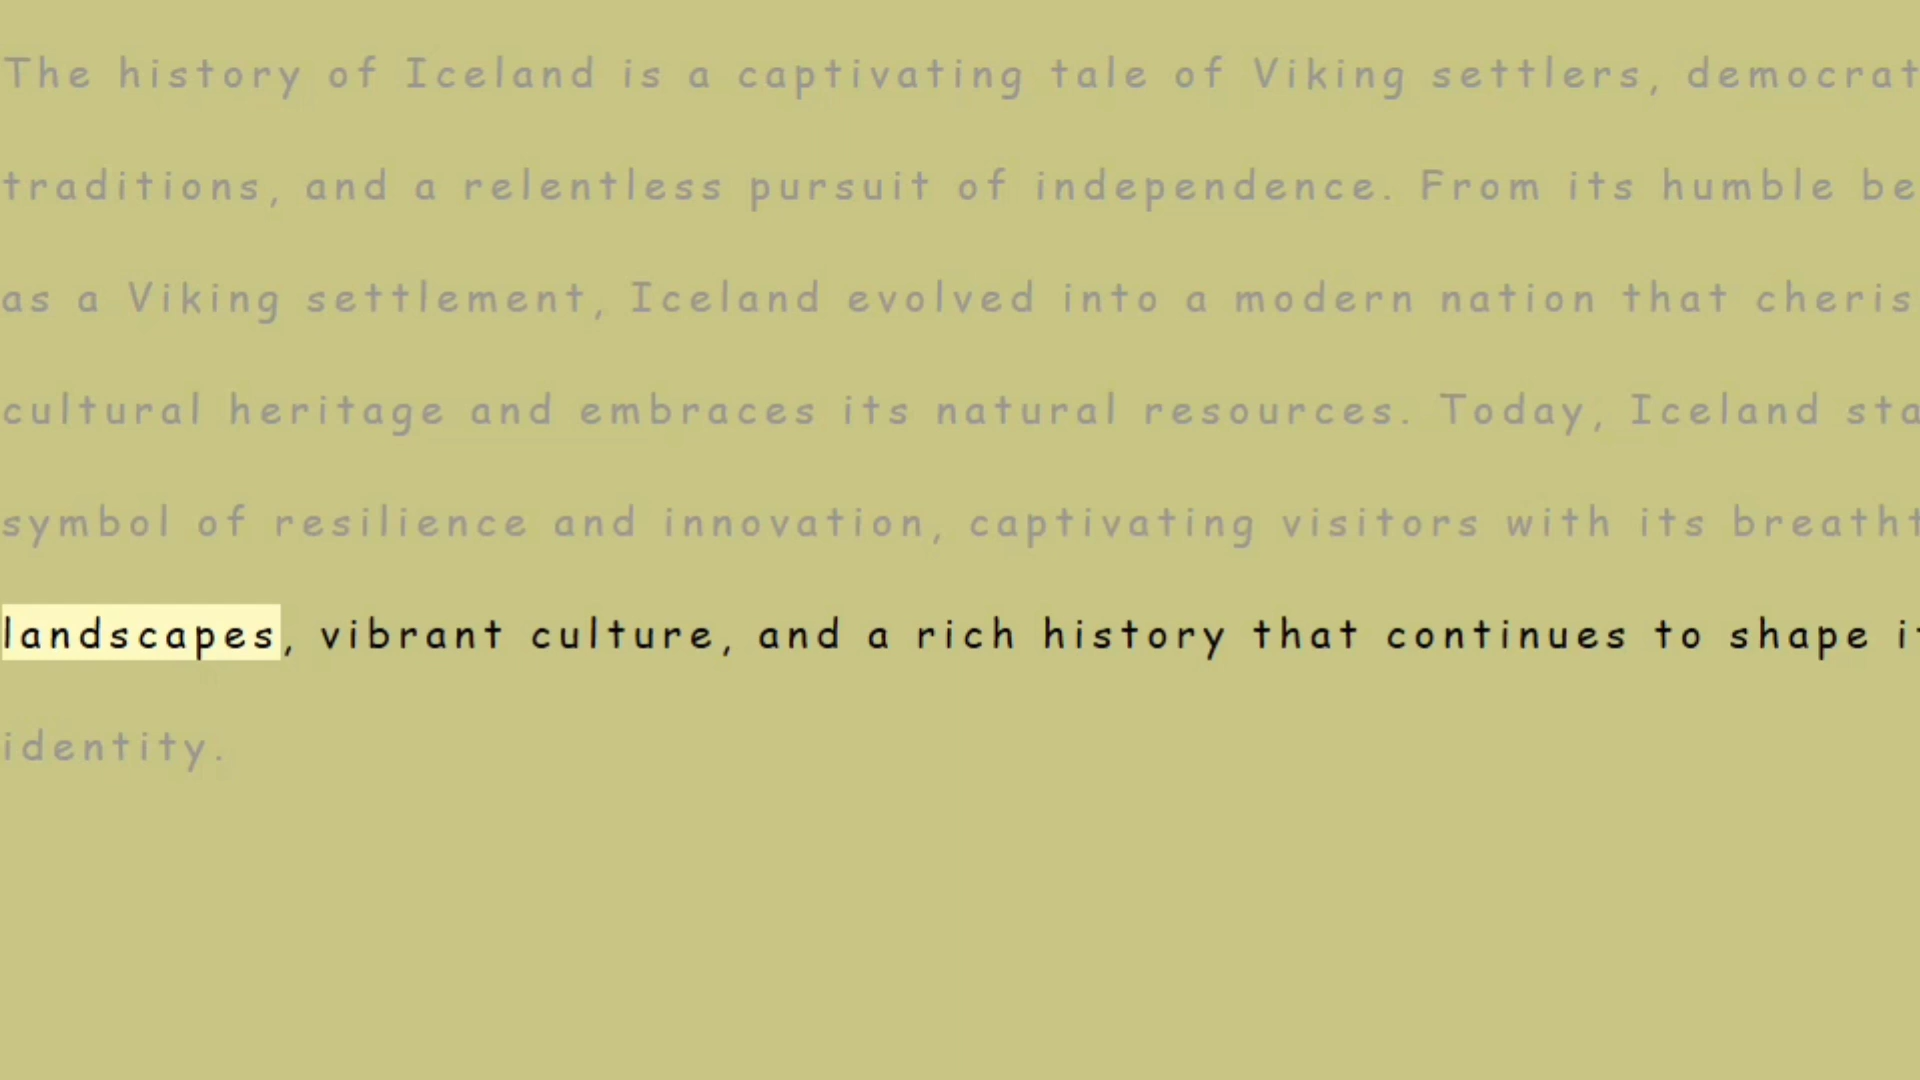 The history of Iceland is a captivating tale of Viking settlers, democrat
traditions, and a relentless pursuit of independence. From its humble be
as a Viking settlement, Iceland evolved into a modern nation that cheris
cultural heritage and embraces its natural resources. Today, Iceland sta
symbol of resilience and innovation, captivating visitors with its breatht
landscapes, vibrant culture, and a rich history that continues to shape it
identity.